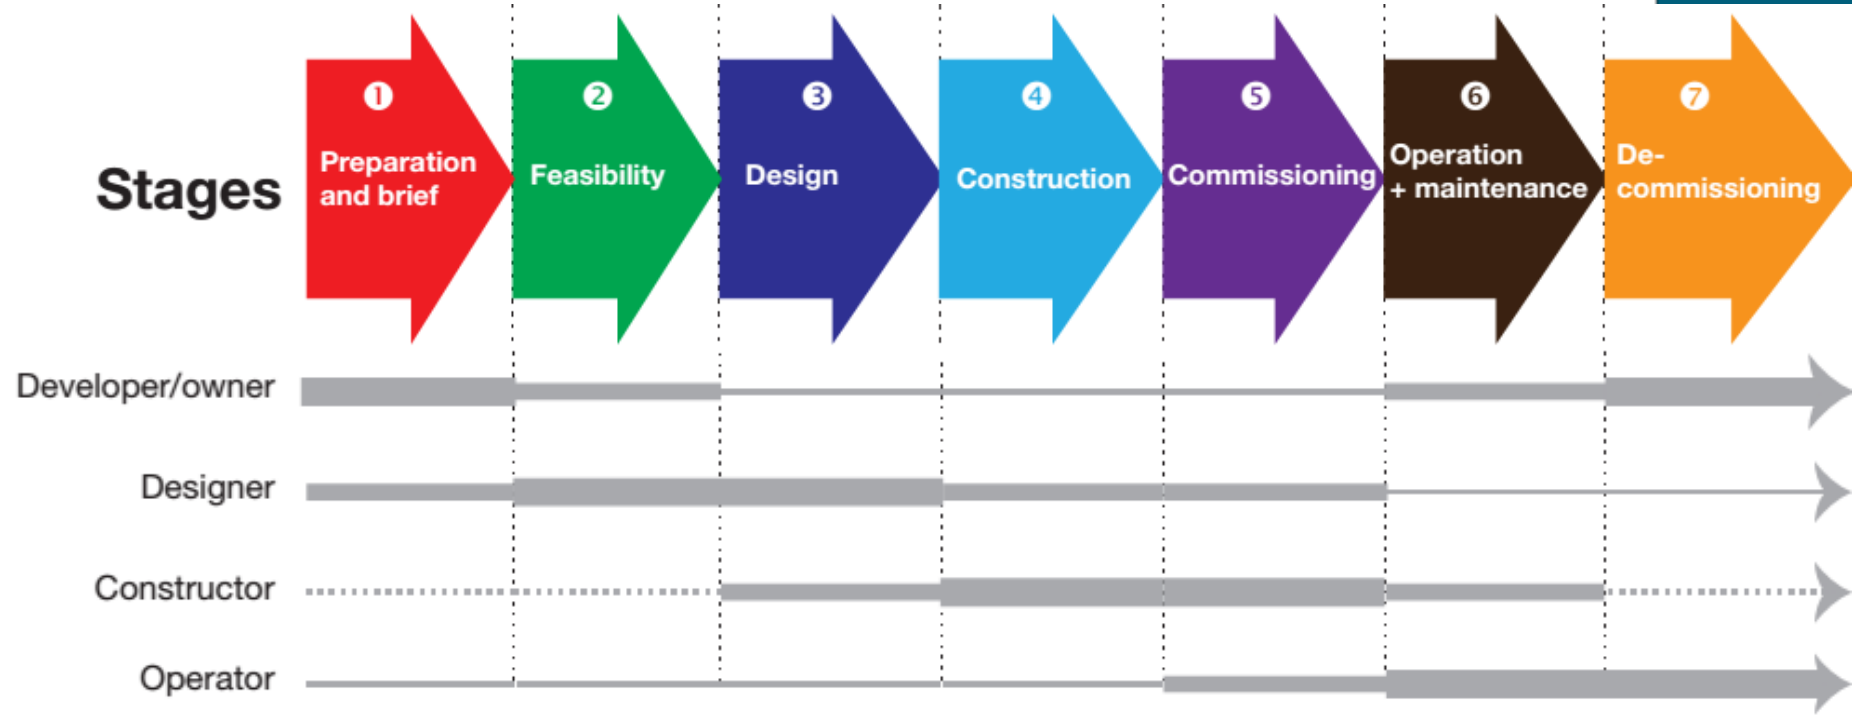 Stages
1
Preparation
and brief
2
Feasibility
3
Design
4
Construction
5
Commissioning
6
Operation
+ maintenance
7
De-
commissioning
Developer/owner
Designer
Constructor
Operator